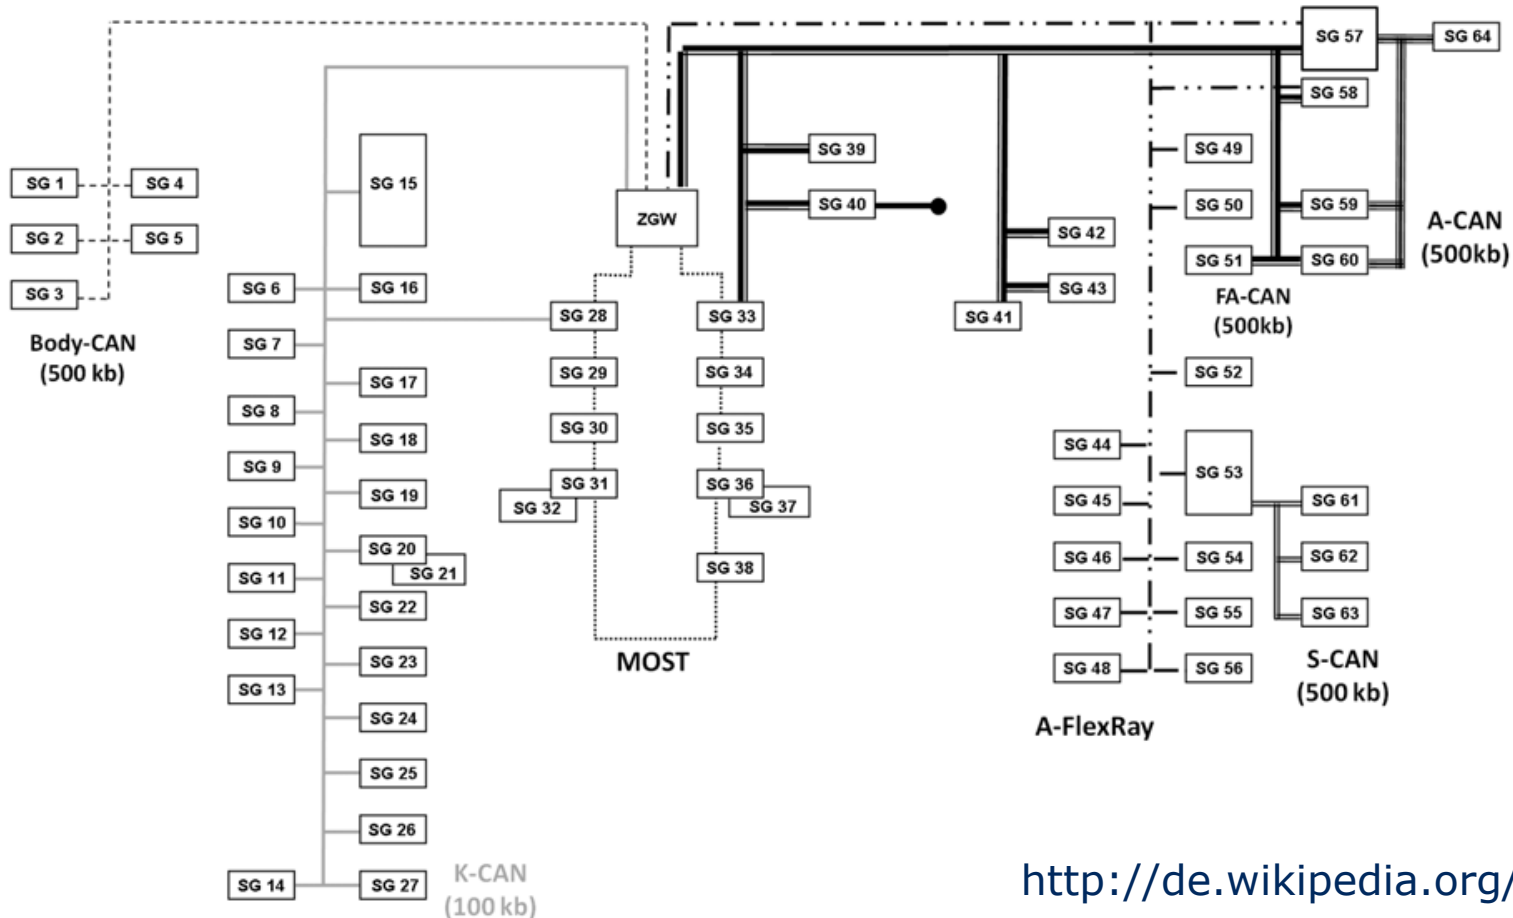 SG 57
SG 64
SG 58
SG 15
SG 39
SG 49
SG 1
SG 4
ZGW
SG 40
SG 50
SG 59
A-CAN
(500kb)
SG 2
SG 5
SG 42
SG 51
SG 60
SG 3
SG 6
SG 16
SG 43
FA-CAN
(500kb)
SG 28
SG 33
SG 41
Body-CAN
(500 kb)
SG 7
SG 29
SG 34
SG 52
SG 17
SG 8
SG 30
SG 35
SG 18
SG 44
SG 9
SG 53
SG 31
SG 36
SG 19
SG 32
SG 37
SG 45
SG 61
SG 10
SG 20
SG 21
SG 46
SG 54
SG 62
SG 38
SG 11
SG 22
SG 47
SG 55
SG 63
SG 12
MOST
SG 23
SG 48
SG 56
S-CAN
(500 kb)
SG 13
SG 24
A-FlexRay
SG 25
SG 26
SG 14
SG 27
K-CAN
(100 kb)
http://de.wikipedia.org/